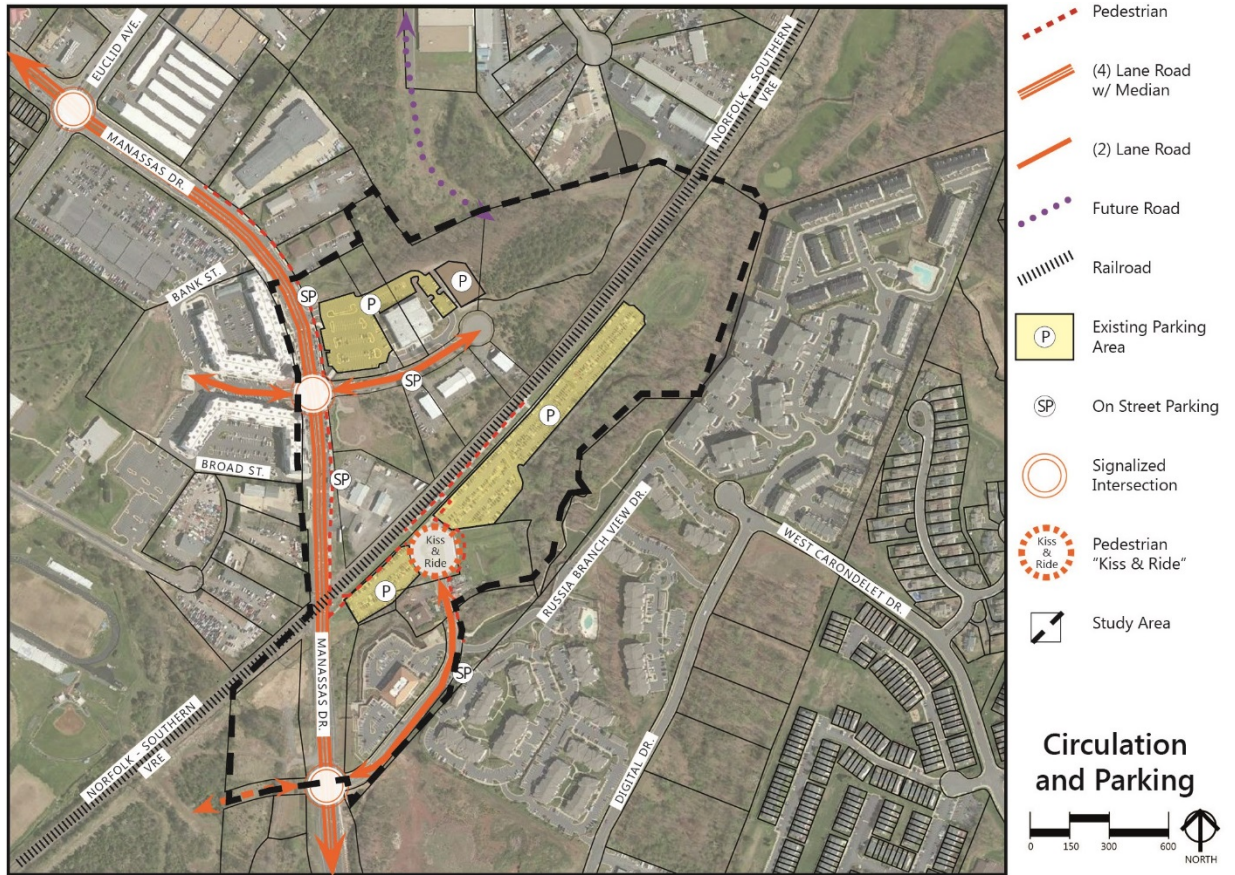 EUCLID AVE.
MANASSAS DR.
NORFOLK - SOUTHERN
VRE
BANK ST.
SP
P
P
SP
P
BROAD ST.
SP
Kiss
&
Ride
P
RUSSIA BRANCH VIEW DR.
WEST CARONDELET DR.
MANASSAS DR.
SP
NORFOLK - SOUTHERN
VRE
DIGITAL DR.
Pedestrian
(4) Lane Road
w/ Median
(2) Lane Road
Future Road
Railroad
P
Existing Parking
Area
SP
On Street Parking
Signalized
Intersection
Kiss
&
Ride
Pedestrian
"Kiss & Ride"
Study Area
Circulation
and Parking
0 150 300 600
NORTH